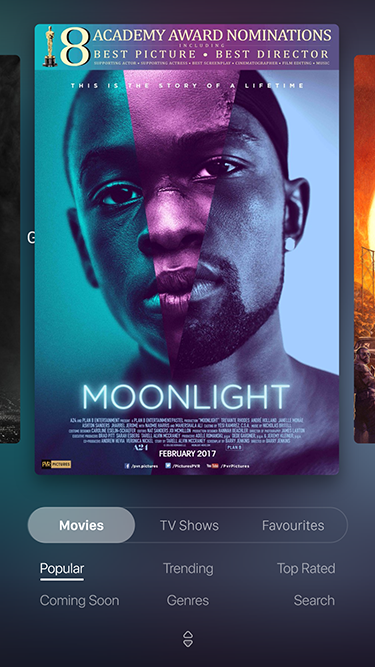 8 ACADEMY AWARD NOMINATIONS
INCLUDING
BEST PICTURE • BEST DIRECTOR
SUPPORTING ACTOR • SUPPORTING ACTRESS • BEST SCREENPLAY • CINEMATOGRAPHER • FILM EDITING • MUSIC
THIS IS THE STORY OF A LIFETIME
G
MOONLIGHT
A24
PLAN B
FEBRUARY 2017
PVR PICTURES
/pvr.pictures
/PicturesPVR
/PvrPictures
Movies TV Shows Favourites
Popular Trending Top Rated
Coming Soon Genres Search